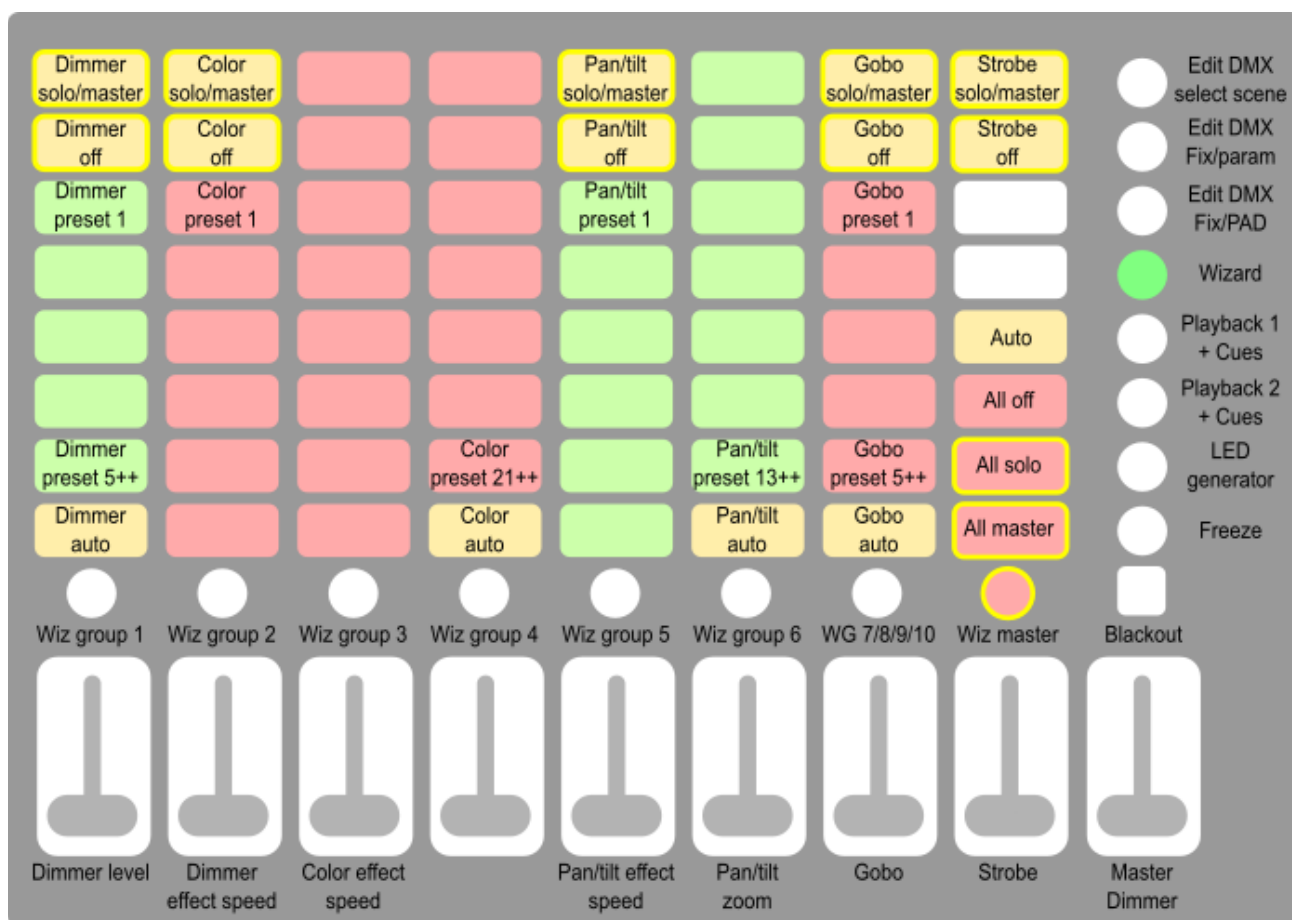 Dimmer
solo/master
Color
solo/master
Pan/tilt
solo/master
Gobo
solo/master
Strobe
solo/master
Edit DMX
select scene
Dimmer
off
Color
off
Pan/tilt
off
Gobo
off
Strobe
off
Edit DMX
Fix/param
Dimmer
preset 1
Color
preset 1
Pan/tilt
preset 1
Gobo
preset 1
Edit DMX
Fix/PAD
Wizard
Auto
Playback 1
+ Cues
All off
Playback 2
+ Cues
Dimmer
preset 5++
Color
preset 21++
Pan/tilt
preset 13++
Gobo
preset 5++
All solo
LED
generator
Dimmer
auto
Color
auto
Pan/tilt
auto
Gobo
auto
All master
Freeze
Wiz group 1
Wiz group 2
Wiz group 3
Wiz group 4
Wiz group 5
Wiz group 6
WG 7/8/9/10
Wiz master
Blackout
Dimmer level
Dimmer
effect speed
Color effect
speed
Pan/tilt effect
speed
Pan/tilt
zoom
Gobo
Strobe
Master
Dimmer